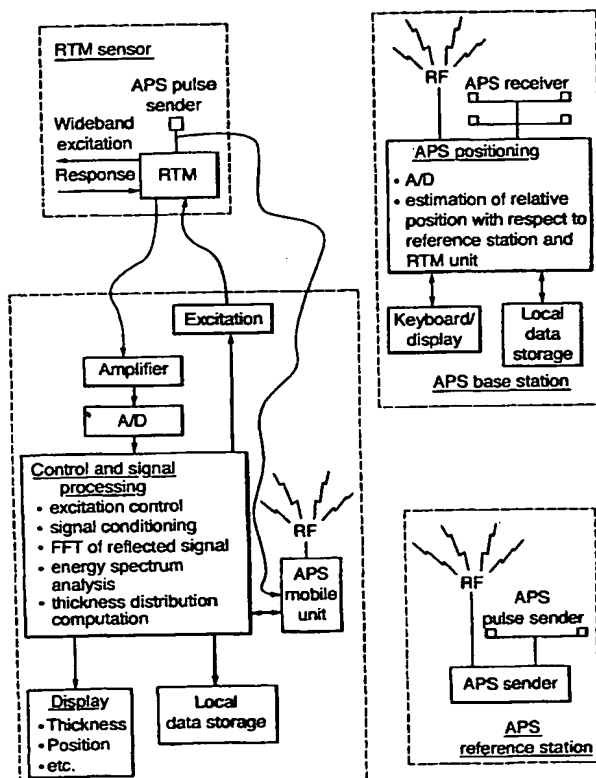 RTM sensor
APS pulse
sender
Wideband
excitation
Response
RTM
Excitation
Amplifier
A/D
Control and signal
processing
• excitation control
• signal conditioning
• FFT of reflected signal
• energy spectrum
analysis
• thickness distribution
computation
RF
APS
mobile
unit
Display
• Thickness
• Position
• etc.
Local
data storage
RF
APS receiver
APS positioning
• A/D
• estimation of relative
position with respect to
reference station and
RTM unit
Keyboard/
display
Local
data
storage
APS base station
RF
APS
pulse sender
APS sender
APS
reference station